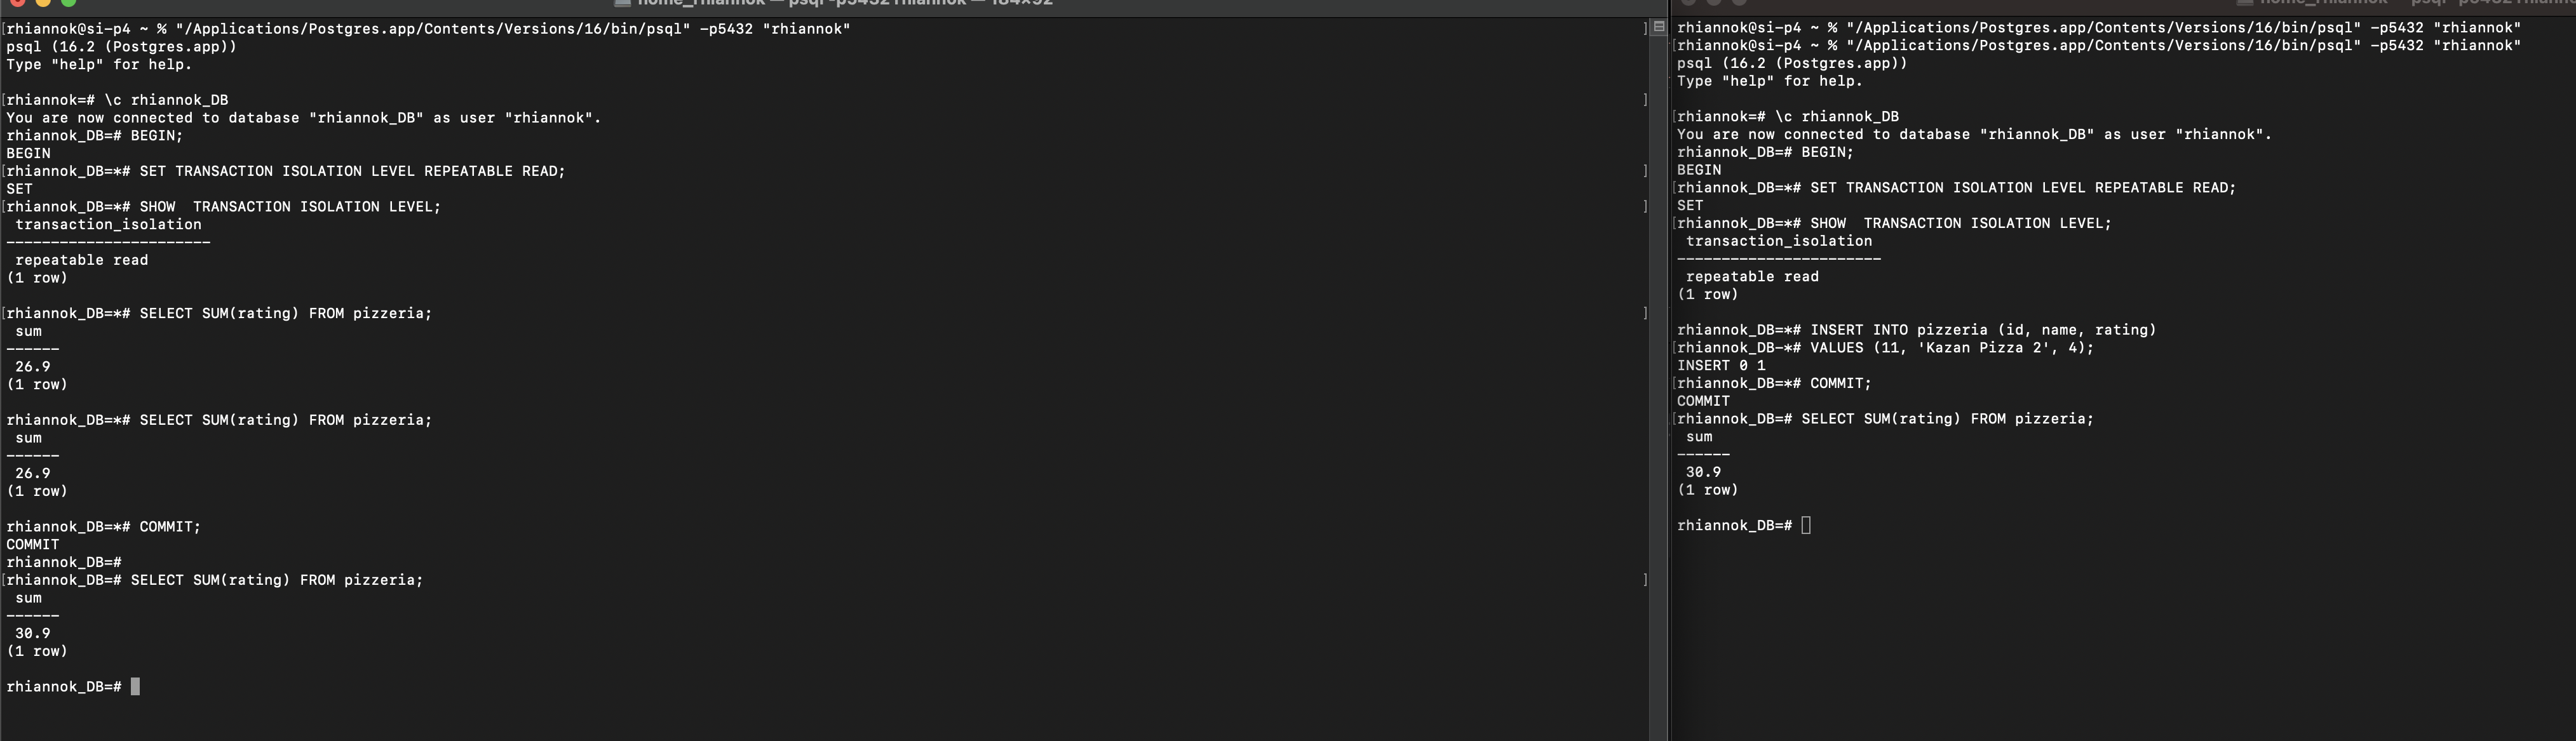 home_rhiannok — psql -p5432 rhiannok — 184×52
[rhiannok@si-p4 ~ % "/Applications/Postgres.app/Contents/Versions/16/bin/psql" -p5432 "rhiannok"
psql (16.2 (Postgres.app))
Type "help" for help.
[rhiannok=# \c rhiannok_DB
You are now connected to database "rhiannok_DB" as user "rhiannok".
rhiannok_DB=# BEGIN;
BEGIN
[rhiannok_DB=*# SET TRANSACTION ISOLATION LEVEL REPEATABLE READ;
SET
[rhiannok_DB=*# SHOW  TRANSACTION ISOLATION LEVEL;
 transaction_isolation
-----------------------
 repeatable read
(1 row)
[rhiannok_DB=*# SELECT SUM(rating) FROM pizzeria;
 sum
------
 26.9
(1 row)
rhiannok_DB=*# SELECT SUM(rating) FROM pizzeria;
 sum
------
 26.9
(1 row)
rhiannok_DB=*# COMMIT;
COMMIT
rhiannok_DB=#
[rhiannok_DB=# SELECT SUM(rating) FROM pizzeria;
 sum
------
 30.9
(1 row)
rhiannok_DB=#
home_rhiannok — psql
rhiannok@si-p4 ~ % "/Applications/Postgres.app/Contents/Versions/16/bin/psql" -p5432 "rhiannok"
[rhiannok@si-p4 ~ % "/Applications/Postgres.app/Contents/Versions/16/bin/psql" -p5432 "rhiannok"
psql (16.2 (Postgres.app))
Type "help" for help.
[rhiannok=# \c rhiannok_DB
You are now connected to database "rhiannok_DB" as user "rhiannok".
rhiannok_DB=# BEGIN;
BEGIN
[rhiannok_DB=*# SET TRANSACTION ISOLATION LEVEL REPEATABLE READ;
SET
[rhiannok_DB=*# SHOW  TRANSACTION ISOLATION LEVEL;
 transaction_isolation
-----------------------
 repeatable read
(1 row)
rhiannok_DB=*# INSERT INTO pizzeria (id, name, rating)
[rhiannok_DB-*# VALUES (11, 'Kazan Pizza 2', 4);
INSERT 0 1
[rhiannok_DB=*# COMMIT;
COMMIT
[rhiannok_DB=# SELECT SUM(rating) FROM pizzeria;
 sum
------
 30.9
(1 row)
rhiannok_DB=#